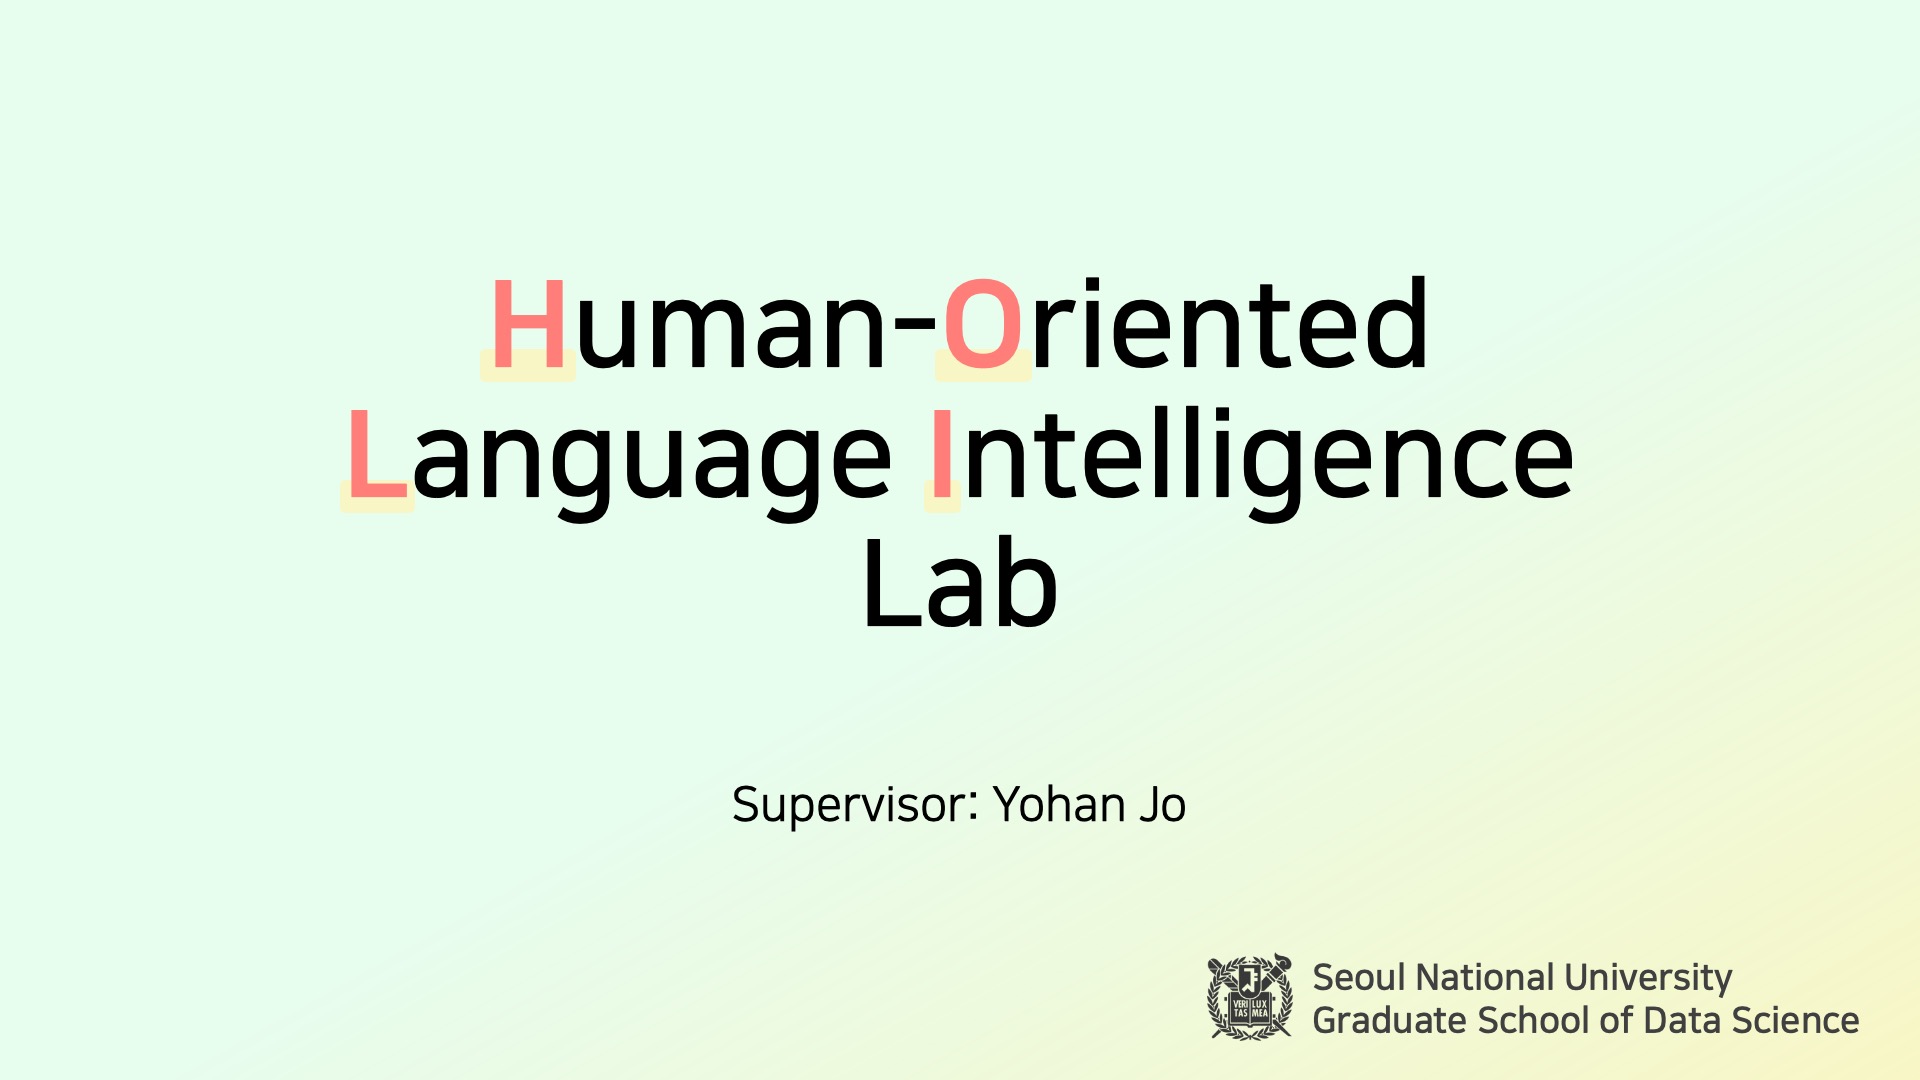 Human-Oriented
Language Intelligence
Lab
Supervisor: Yohan Jo
VERI LUX
TAS MEA
Seoul National University
Graduate School of Data Science